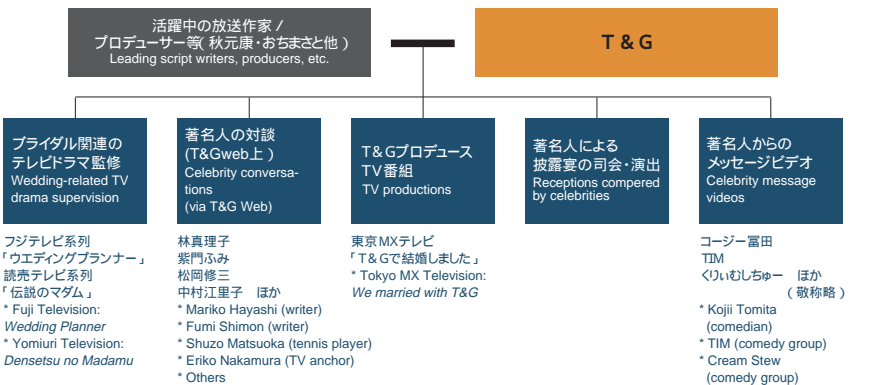 活躍中の放送作家 /
プロデューサー等（秋元康・おちまさと他）
Leading script writers, producers, etc.
T & G
ブライダル関連の
テレビドラマ監修
Wedding-related TV
drama supervision
著名人の対談
(T&Gweb上）
Celebrity conversa-
tions
(via T&G Web)
T&Gプロデュース
TV番組
TV productions
著名人による
披露宴の司会・演出
Receptions compered
by celebrities
著名人からの
メッセージビデオ
Celebrity message
videos
フジテレビ系列
「ウエディングプランナー」
読売テレビ系列
「伝説のマダム」
* Fuji Television:
Wedding Planner
* Yomiuri Television:
Densetsu no Madamu
林真理子
紫門ふみ
松岡修三
中村江里子　ほか
* Mariko Hayashi (writer)
* Fumi Shimon (writer)
* Shuzo Matsuoka (tennis player)
* Eriko Nakamura (TV anchor)
* Others
東京MXテレビ
「T&Gで結婚しました」
* Tokyo MX Television:
We married with T&G
コージー冨田
TIM
くりぃむしちゅー　ほか
（敬称略）
* Kojii Tomita
(comedian)
* TIM (comedy group)
* Cream Stew
(comedy group)